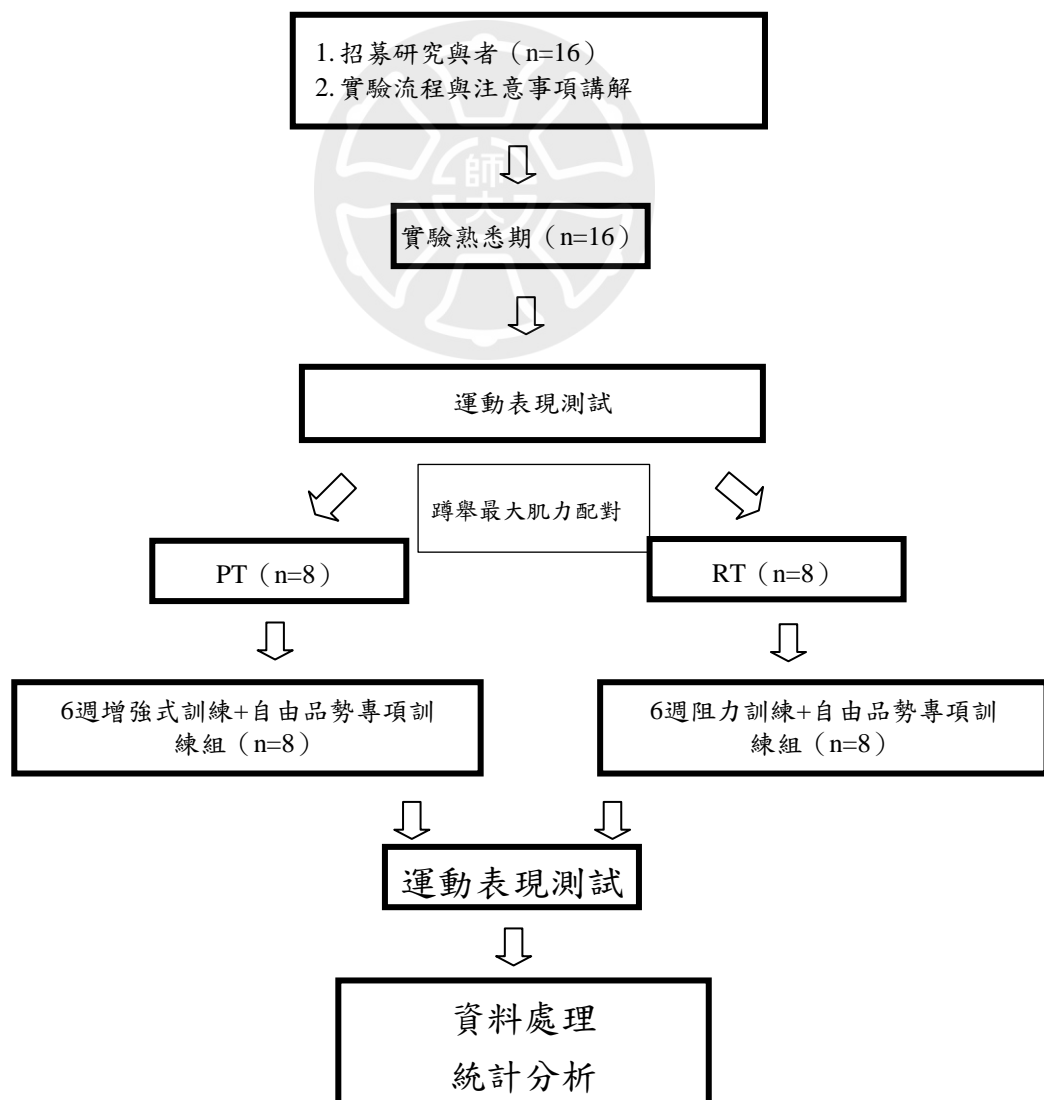 1. 招募研究與者（n=16）
2. 實驗流程與注意事項講解
師
大
實驗熟悉期（n=16）
運動表現測試
蹲舉最大肌力配對
PT（n=8）
RT（n=8）
6週增強式訓練+自由品勢專項訓
練組（n=8）
6週阻力訓練+自由品勢專項訓
練組（n=8）
運動表現測試
資料處理
統計分析